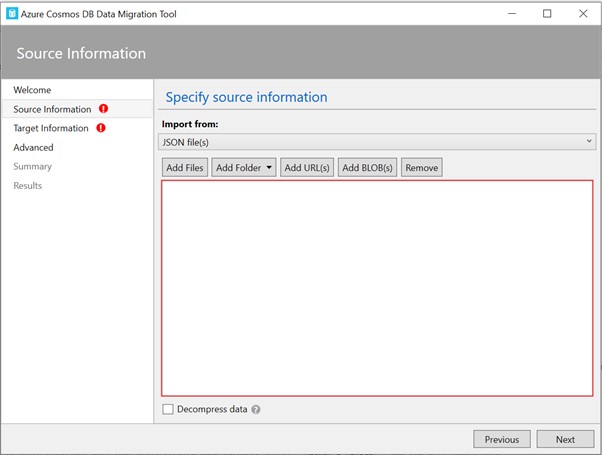 Azure Cosmos DB Data Migration Tool
Source Information
Welcome
Source Information
Target Information
Advanced
Summary
Results
Specify source information
Import from:
JSON file(s)
Add Files Add Folder Add URL(s) Add BLOB(s) Remove
Decompress data ?
Previous Next